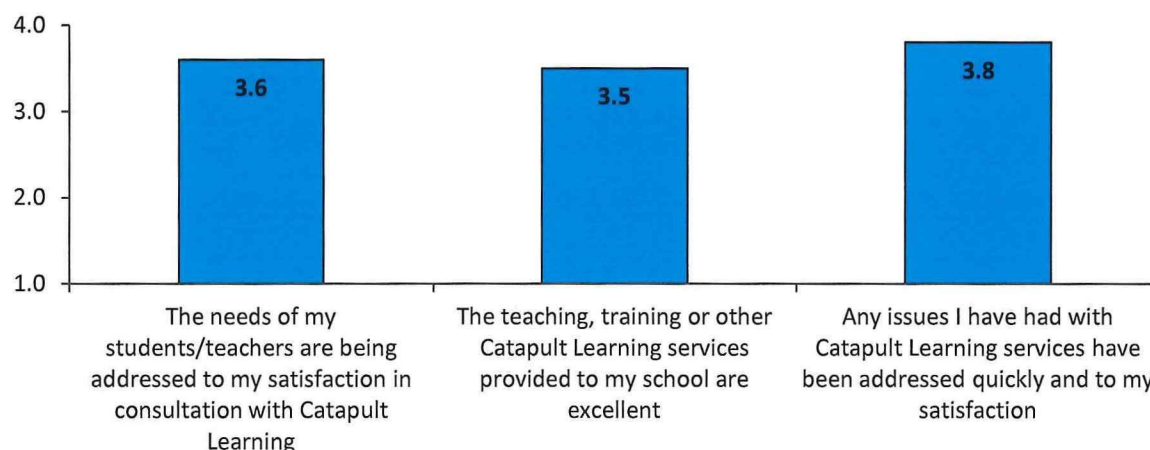 4.0
3.0
2.0
1.0
3.6
3.5
3.8
The needs of my
students/teachers are being
addressed to my satisfaction in
consultation with Catapult
Learning
The teaching, training or other
Catapult Learning services
provided to my school are
excellent
Any issues I have had with
Catapult Learning services have
been addressed quickly and to my
satisfaction